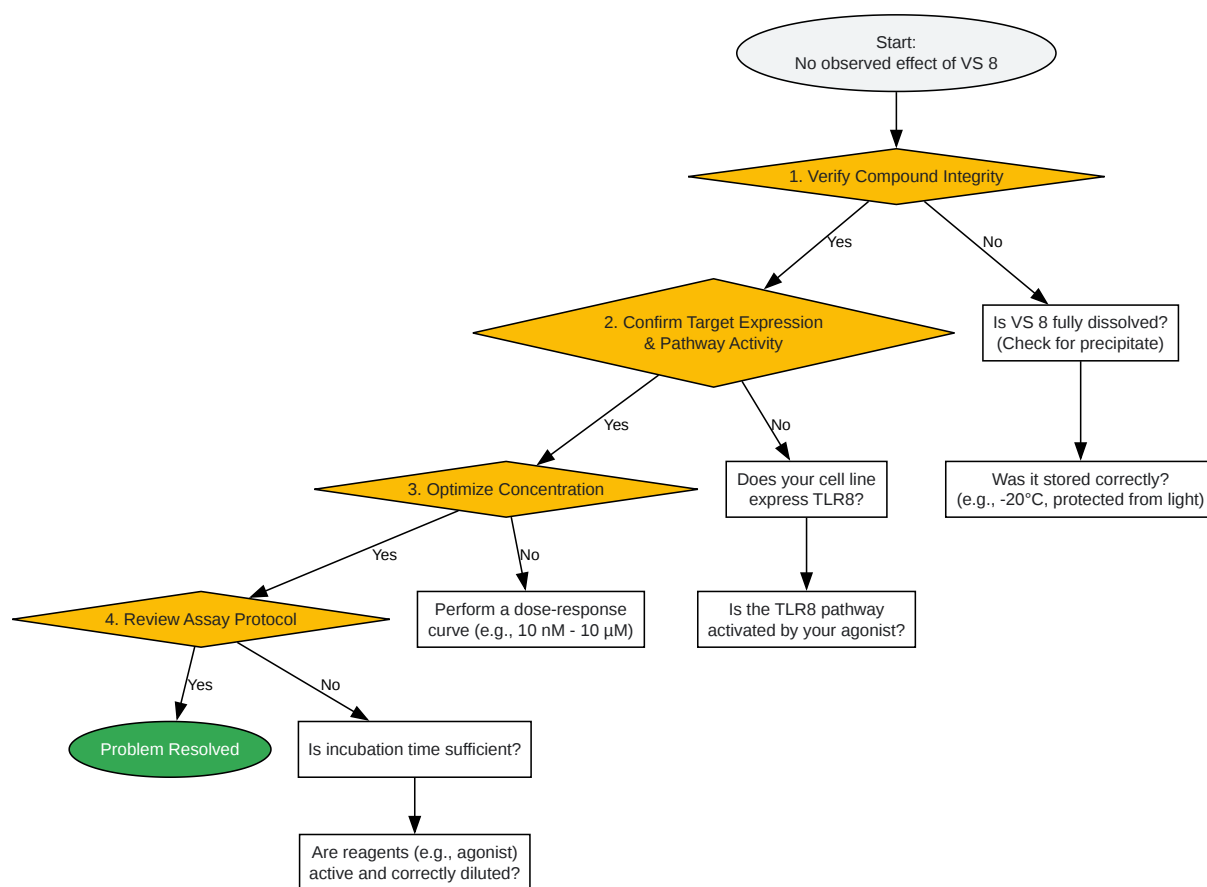 Start:
No observed effect of VS 8
1. Verify Compound Integrity
Yes
No
2. Confirm Target Expression
& Pathway Activity
Is VS 8 fully dissolved?
(Check for precipitate)
Yes
No
3. Optimize Concentration
Does your cell line
express TLR8?
Was it stored correctly?
(e.g., -20°C, protected from light)
Yes
No
4. Review Assay Protocol
Perform a dose-response
curve (e.g., 10 nM - 10 µM)
Is the TLR8 pathway
activated by your agonist?
Yes
No
Problem Resolved
Is incubation time sufficient?
Are reagents (e.g., agonist)
active and correctly diluted?